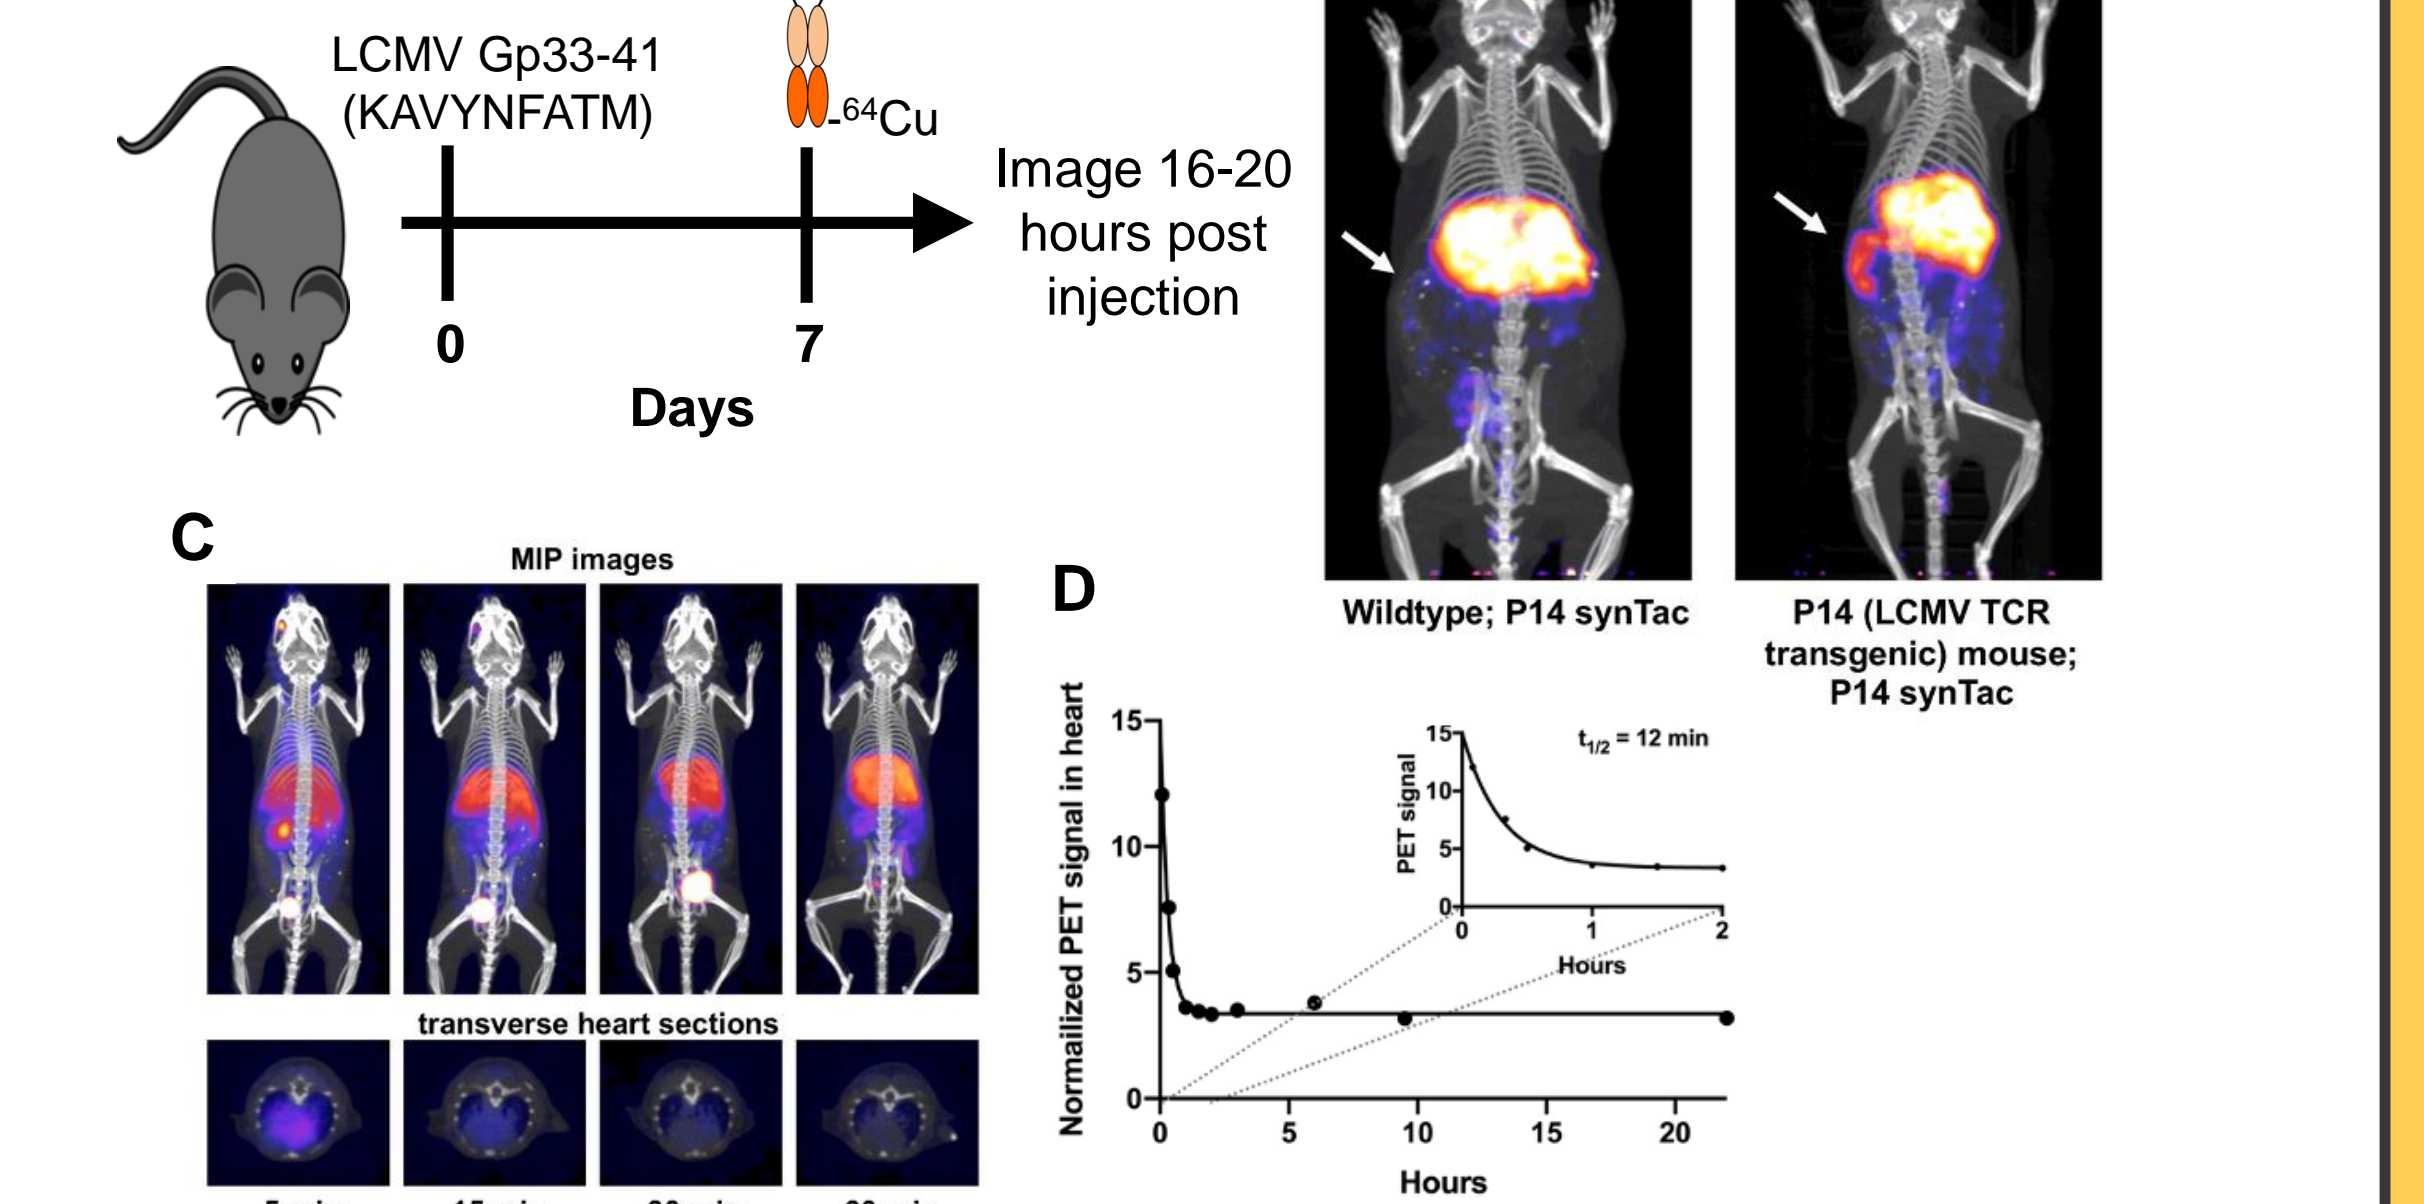 LCMV Gp33-41
(KAVYNFATM)
-⁶⁴Cu
Image 16-20
hours post
injection
0
7
Days
Wildtype; P14 synTac
P14 (LCMV TCR
transgenic) mouse;
P14 synTac
C
MIP images
transverse heart sections
D
Normailized PET signal in heart
15
10
5
0
0
5
10
15
20
Hours
PET signal
15
10
5
0
t1/2 = 12 min
0
1
2
Hours